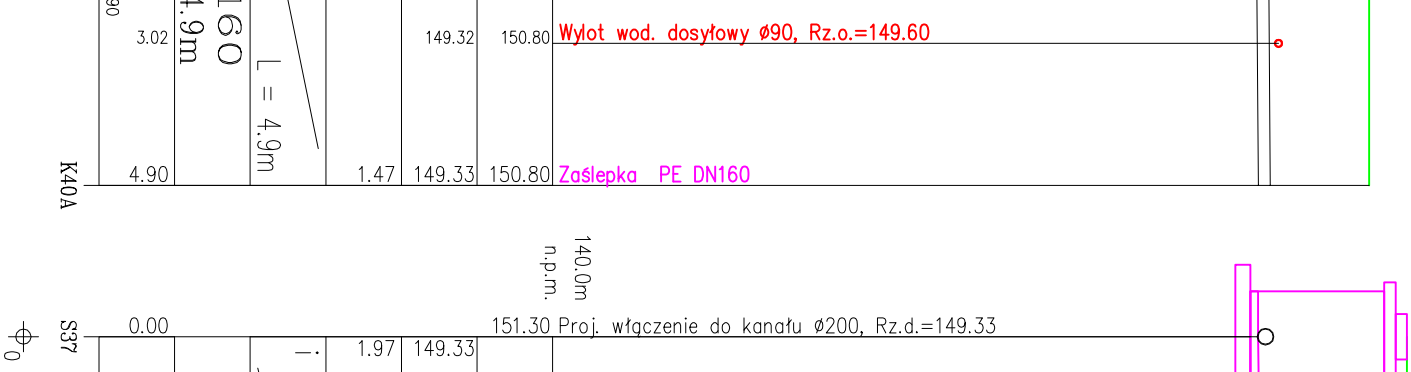 90
3.02
160
4.9m
L = 4.9m
149.32
150.80
Wylot wod. dosyłowy ø90, Rz.o.=149.60
K40A
4.90
1.47
149.33
150.80
Zaślepka PE DN160
140.0m
n.p.m.
S37
0.00
151.30
Proj. włączenie do kanału ø200, Rz.d.=149.33
0
i
1.97
149.33